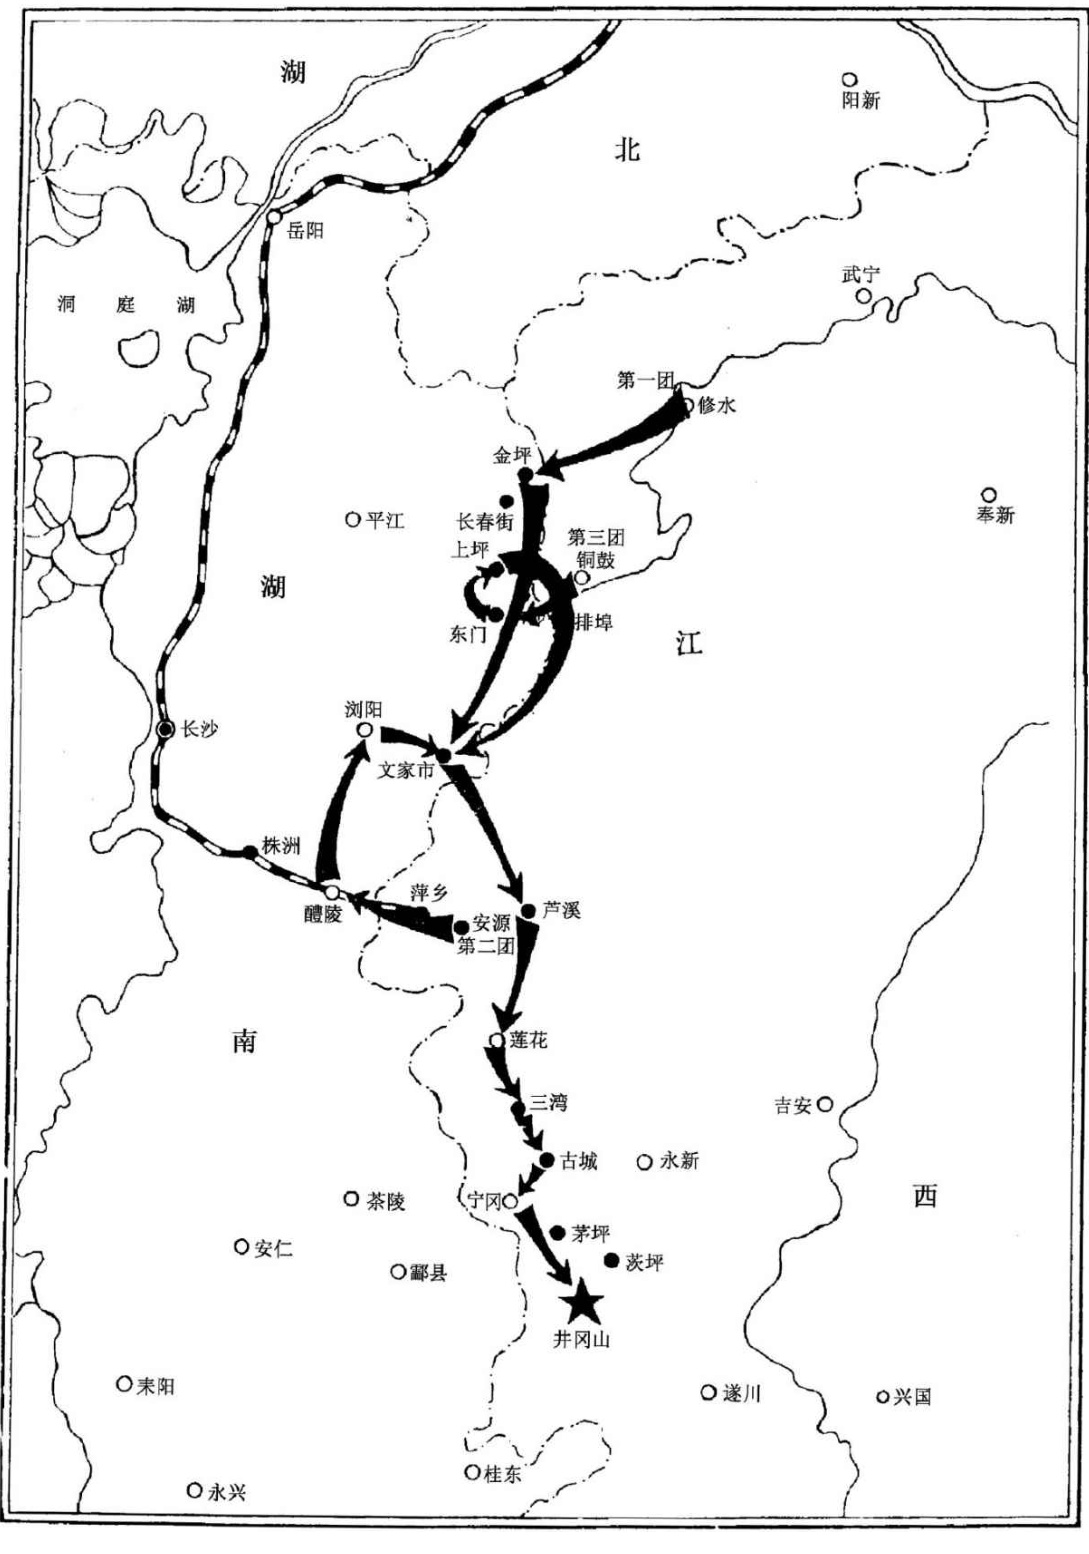 湖
北
阳新
岳阳
武宁
洞庭湖
第一团
修水
金坪
长春街
平江
奉新
第三团
铜鼓
上坪
湖
东门
排埠
江
浏阳
长沙
文家市
株洲
萍乡
醴陵
安源
第二团
芦溪
南
莲花
三湾
吉安
古城
永新
西
茶陵
宁冈
茅坪
安仁
酃县
茨坪
井冈山
耒阳
遂川
兴国
桂东
永兴